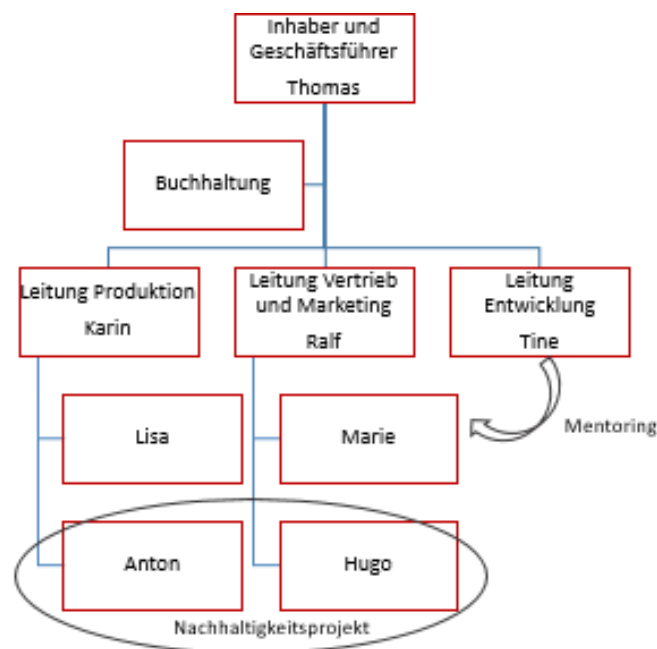 Inhaber und
Geschäftsführer
Thomas
Buchhaltung
Leitung Produktion
Karin
Leitung Vertrieb
und Marketing
Ralf
Leitung
Entwicklung
Tine
Lisa
Marie
Mentoring
Anton
Hugo
Nachhaltigkeitsprojekt